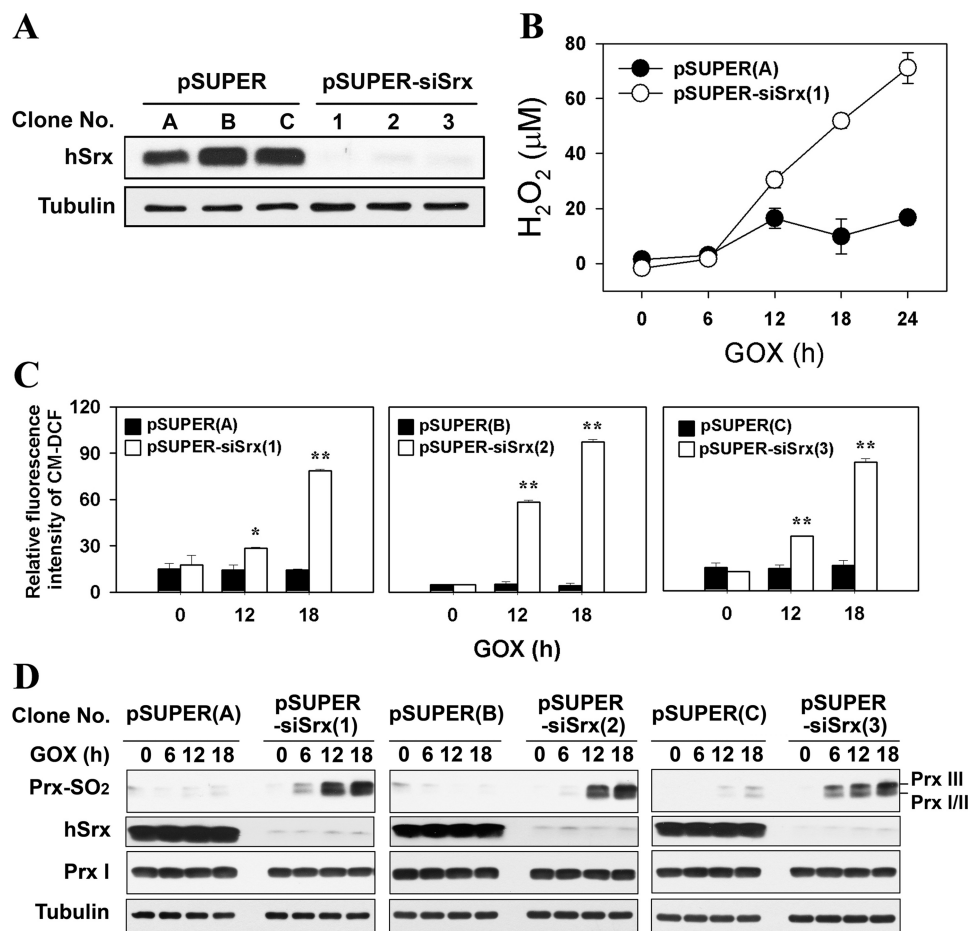 A
pSUPER pSUPER-siSrx
Clone No. A B C 1 2 3
hSrx
Tubulin
B
80
60
40
20
0
H2O2 (μM)
pSUPER(A)
pSUPER-siSrx(1)
0 6 12 18 24
GOX (h)
C
Relative fluorescence
intensity of CM-DCF
120
90
60
30
0
pSUPER(A)
pSUPER-siSrx(1)
*
**
0 12 18
pSUPER(B)
pSUPER-siSrx(2)
**
**
0 12 18
pSUPER(C)
pSUPER-siSrx(3)
**
**
0 12 18
GOX (h)
D
Clone No. pSUPER(A) pSUPER -siSrx(1) pSUPER(B) pSUPER -siSrx(2) pSUPER(C) pSUPER -siSrx(3)
GOX (h) 0 6 12 18 0 6 12 18 0 6 12 18 0 6 12 18 0 6 12 18 0 6 12 18
Prx-SO2
Prx III
Prx I/II
hSrx
Prx I
Tubulin